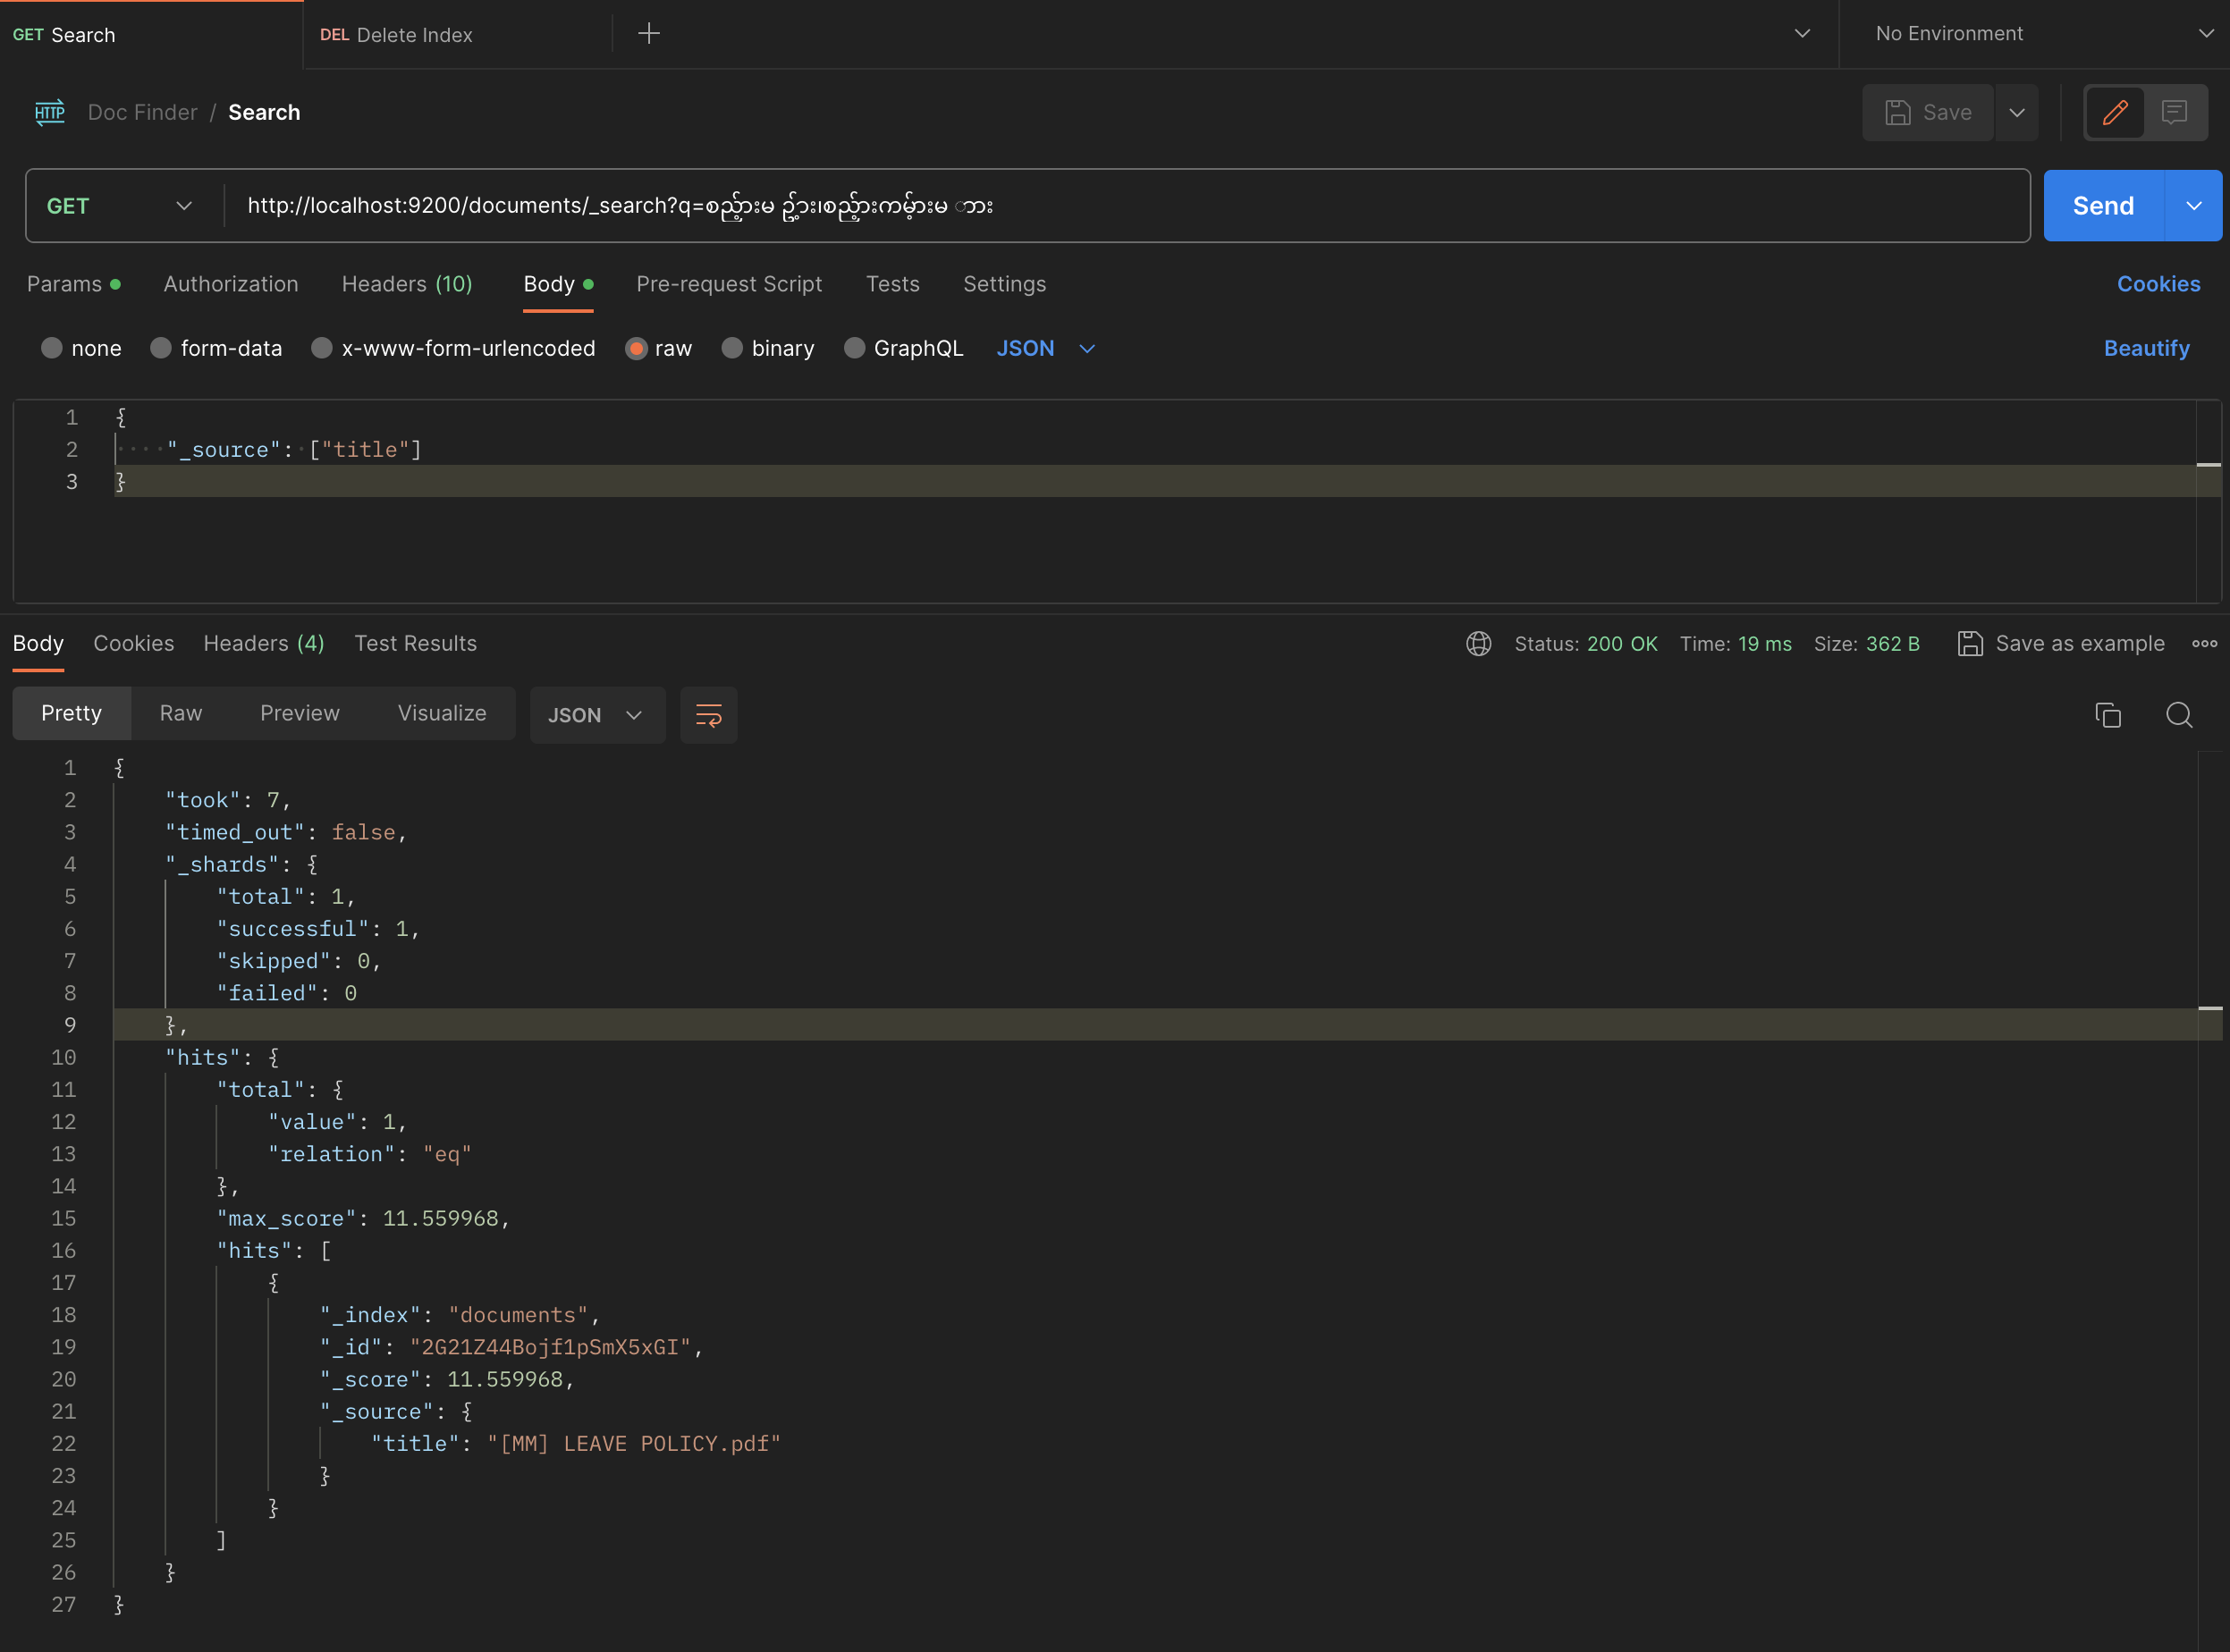 GET Search
DEL Delete Index
No Environment
HTTP Doc Finder / Search
Save
GET
http://localhost:9200/documents/_search?q=စည့်ားမ ဥ့်ားစည့်ားကမ့်ားမ ား
Send
Params
Authorization
Headers (10)
Body
Pre-request Script
Tests
Settings
Cookies
none
form-data
x-www-form-urlencoded
raw
binary
GraphQL
JSON
Beautify
1 {
2 "_source": ["title"]
3 }
Body
Cookies
Headers (4)
Test Results
Status: 200 OK
Time: 19 ms
Size: 362 B
Save as example
Pretty
Raw
Preview
Visualize
JSON
1 {
2 "took": 7,
3 "timed_out": false,
4 "_shards": {
5 "total": 1,
6 "successful": 1,
7 "skipped": 0,
8 "failed": 0
9 },
10 "hits": {
11 "total": {
12 "value": 1,
13 "relation": "eq"
14 },
15 "max_score": 11.559968,
16 "hits": [
17 {
18 "_index": "documents",
19 "_id": "2G21Z44Bojf1pSmX5xGI",
20 "_score": 11.559968,
21 "_source": {
22 "title": "[MM] LEAVE POLICY.pdf"
23 }
24 }
25 ]
26 }
27 }